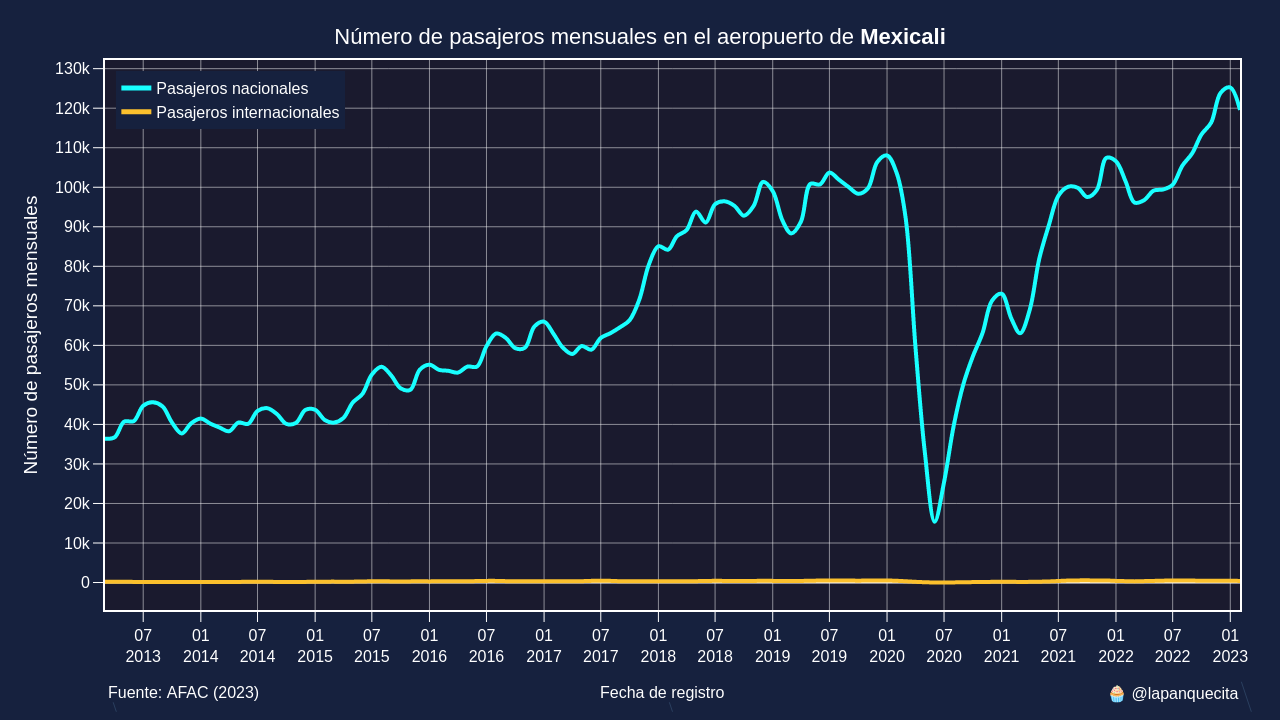 Número de pasajeros mensuales en el aeropuerto de Mexicali
Pasajeros nacionales
Pasajeros internacionales
Número de pasajeros mensuales
130k
120k
110k
100k
90k
80k
70k
60k
50k
40k
30k
20k
10k
0
07 01 07 01 07 01 07 01 07 01 07 01 07 01 07 01 07 01 07 01
2013 2014 2014 2015 2015 2016 2016 2017 2017 2018 2018 2019 2019 2020 2020 2021 2021 2022 2022 2023
Fuente: AFAC (2023) Fecha de registro 🧁 @lapanquecita